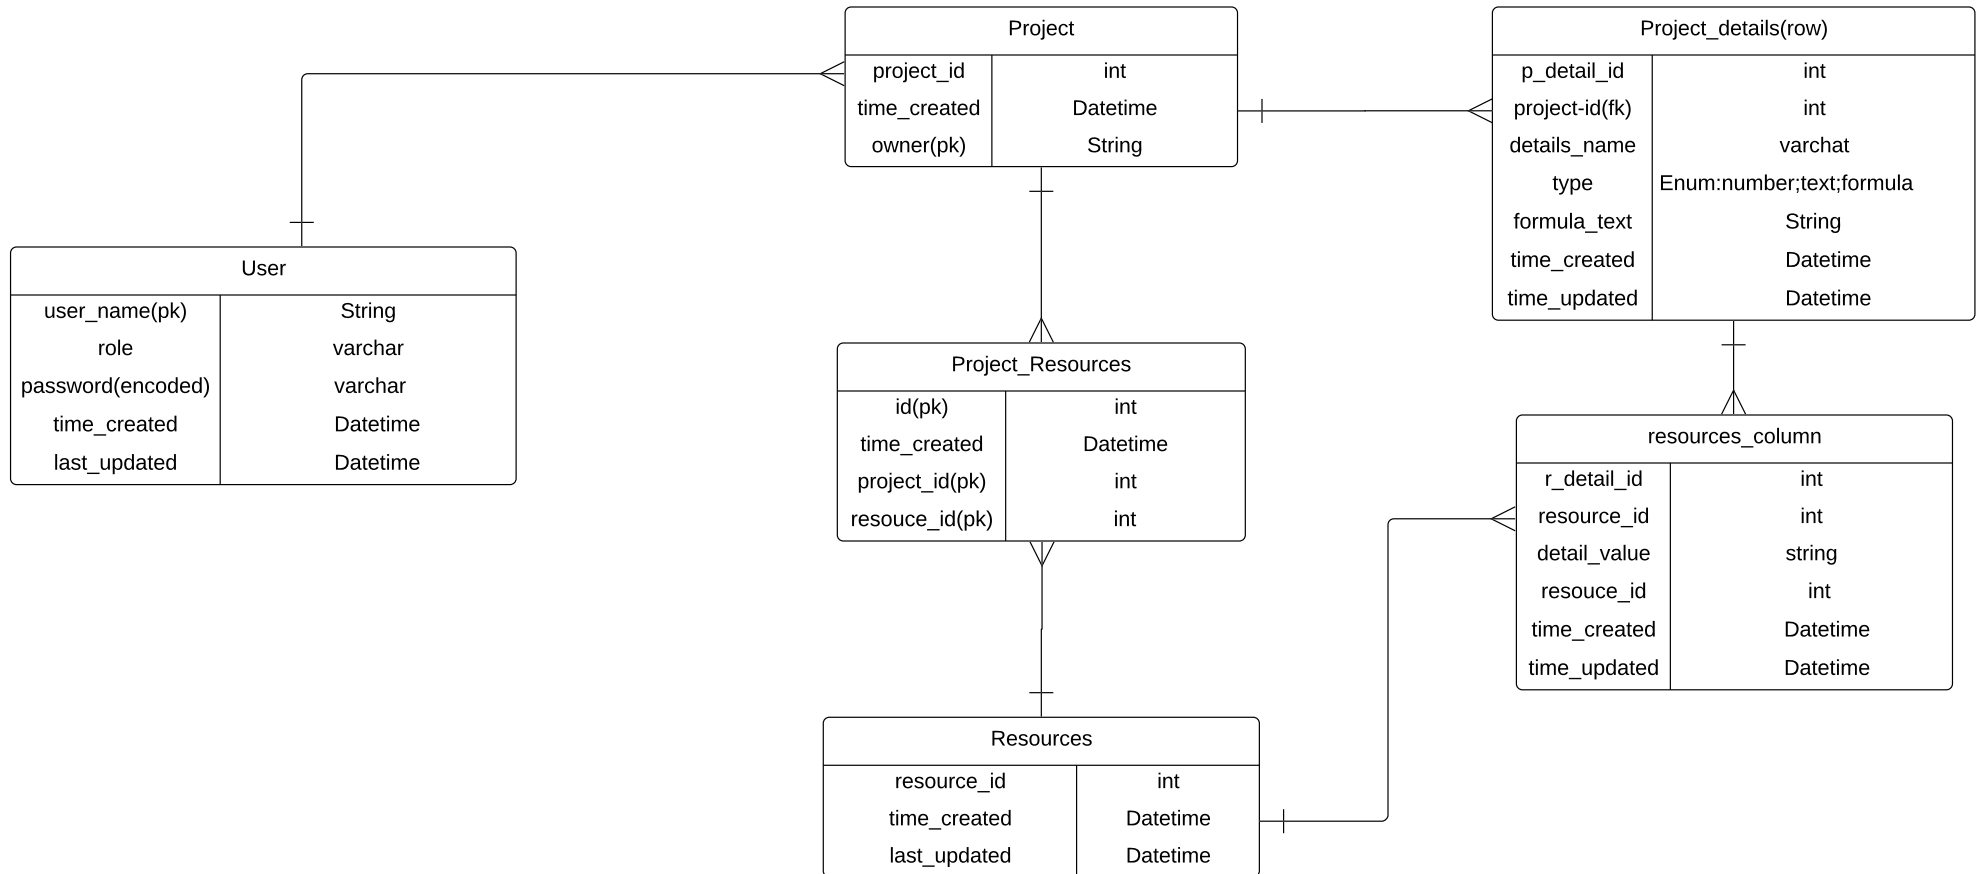 Project
project_id int
time_created Datetime
owner(pk) String
Project_details(row)
p_detail_id int
project-id(fk) int
details_name varchat
type Enum:number;text;formula
formula_text String
time_created Datetime
time_updated Datetime
User
user_name(pk) String
role varchar
password(encoded) varchar
time_created Datetime
last_updated Datetime
Project_Resources
id(pk) int
time_created Datetime
project_id(pk) int
resouce_id(pk) int
resources_column
r_detail_id int
resource_id int
detail_value string
resouce_id int
time_created Datetime
time_updated Datetime
Resources
resource_id int
time_created Datetime
last_updated Datetime